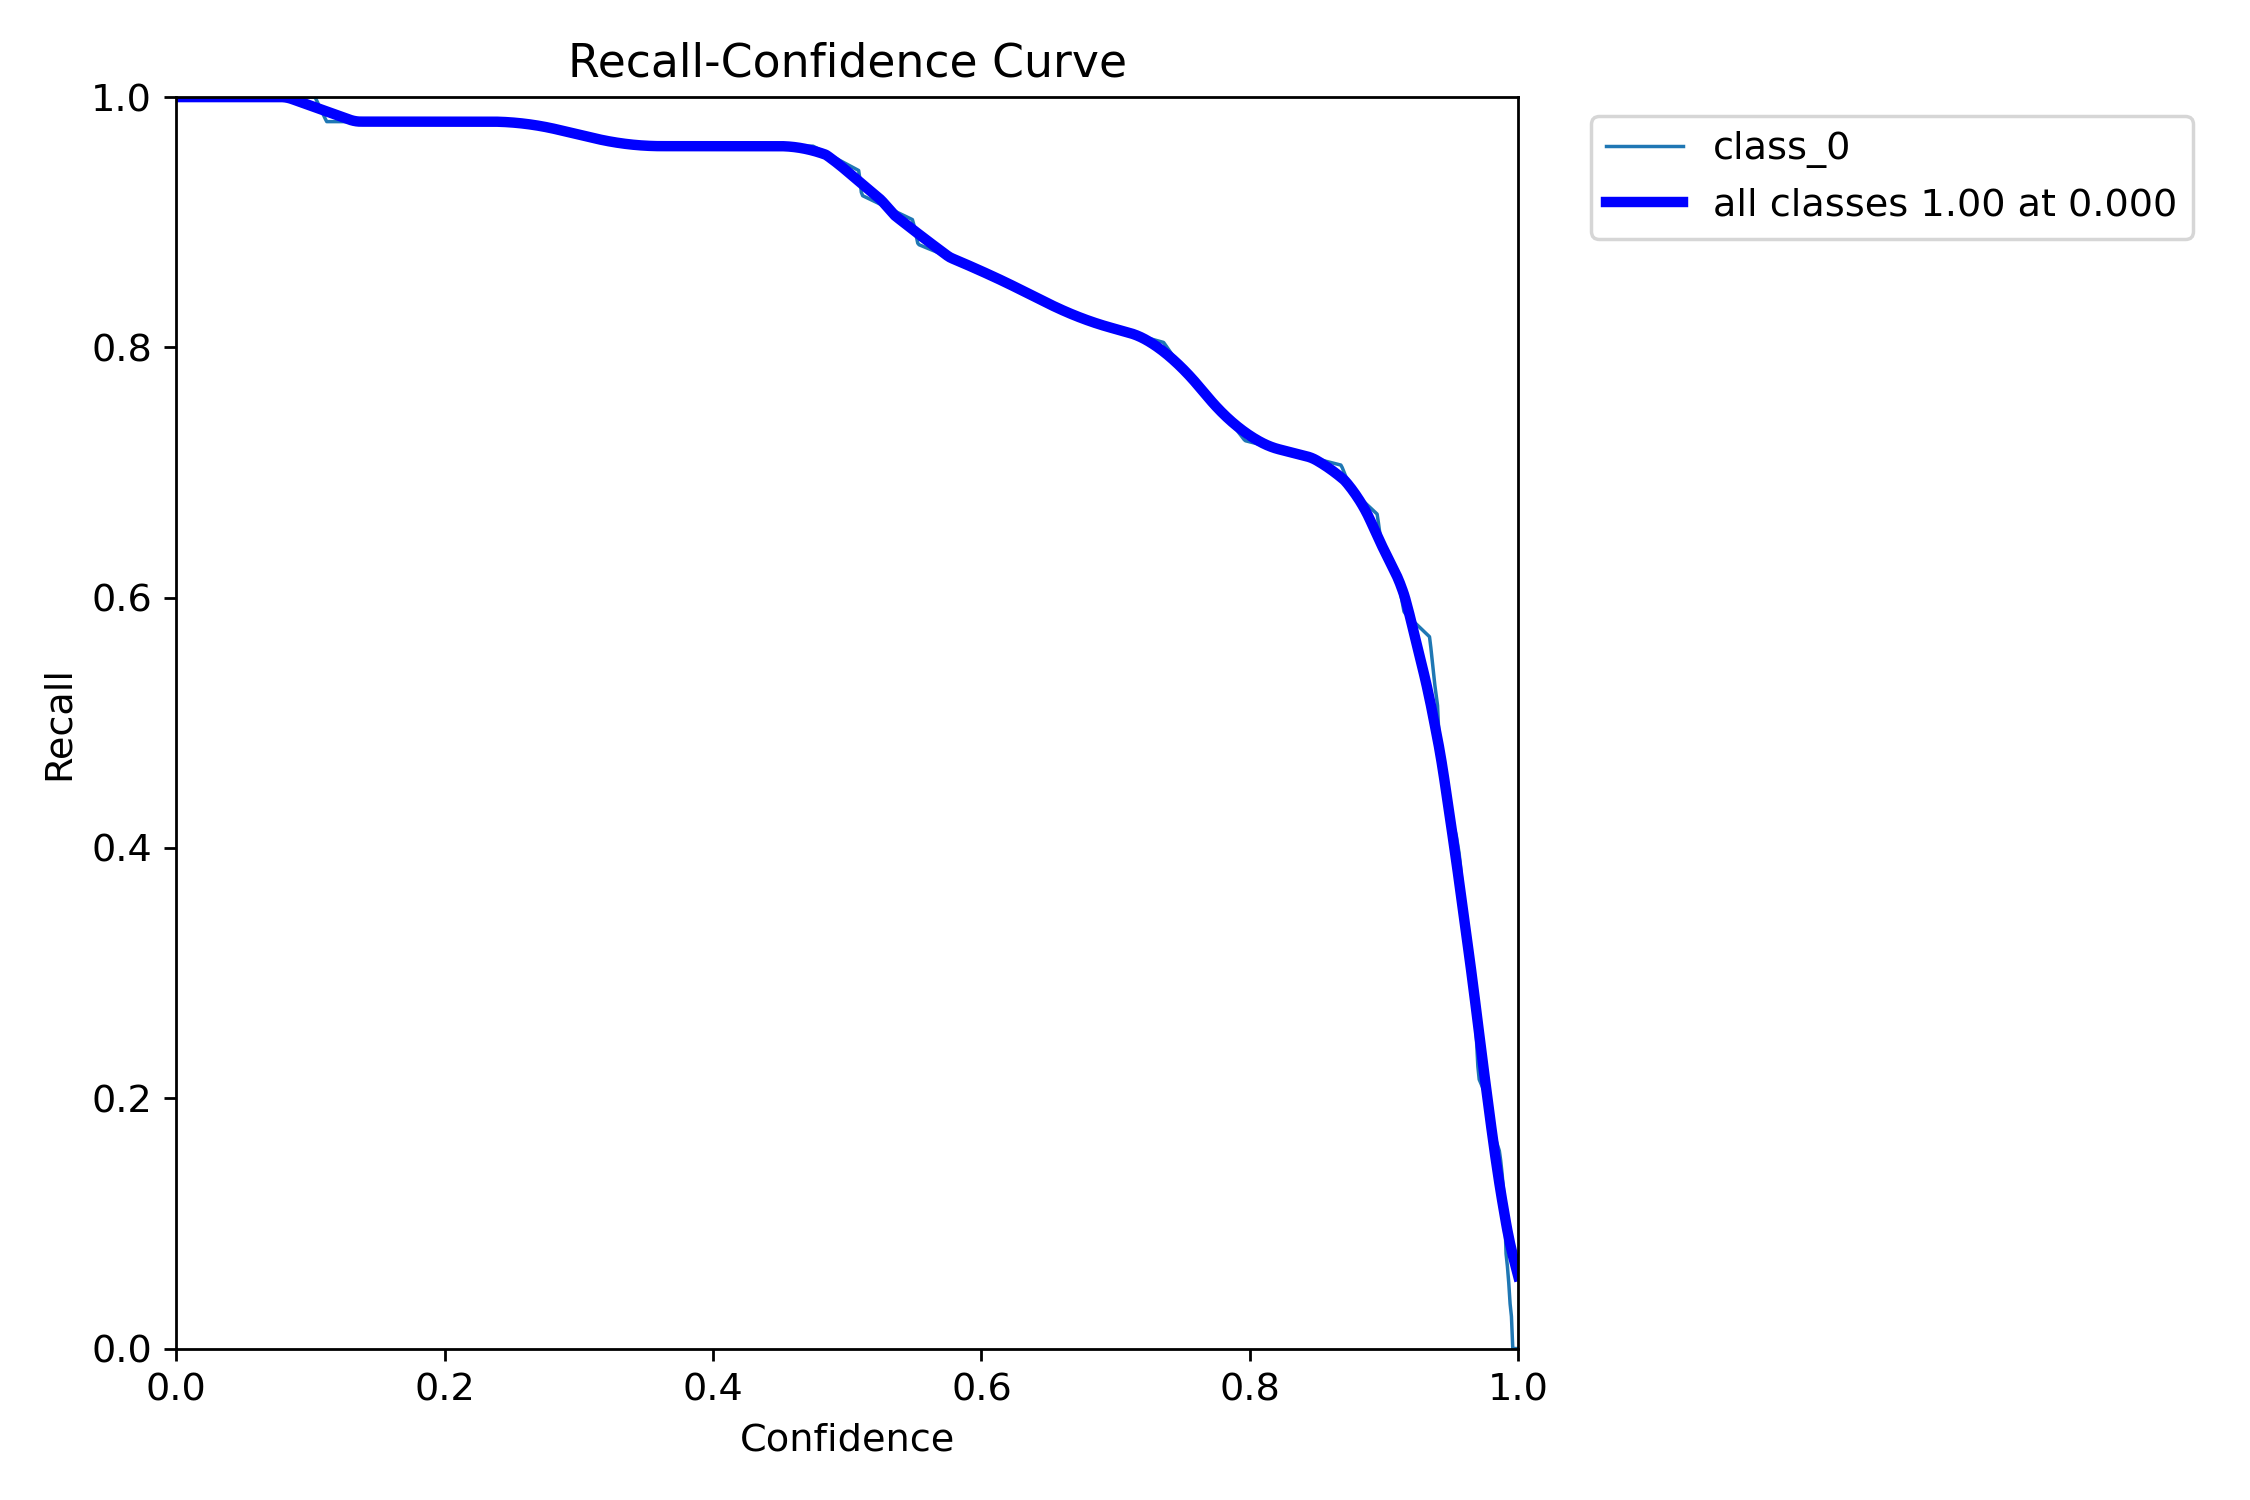 Recall-Confidence Curve
1.0
0.8
0.6
0.4
0.2
0.0
Recall
0.0 0.2 0.4 0.6 0.8 1.0
Confidence
class_0
all classes 1.00 at 0.000